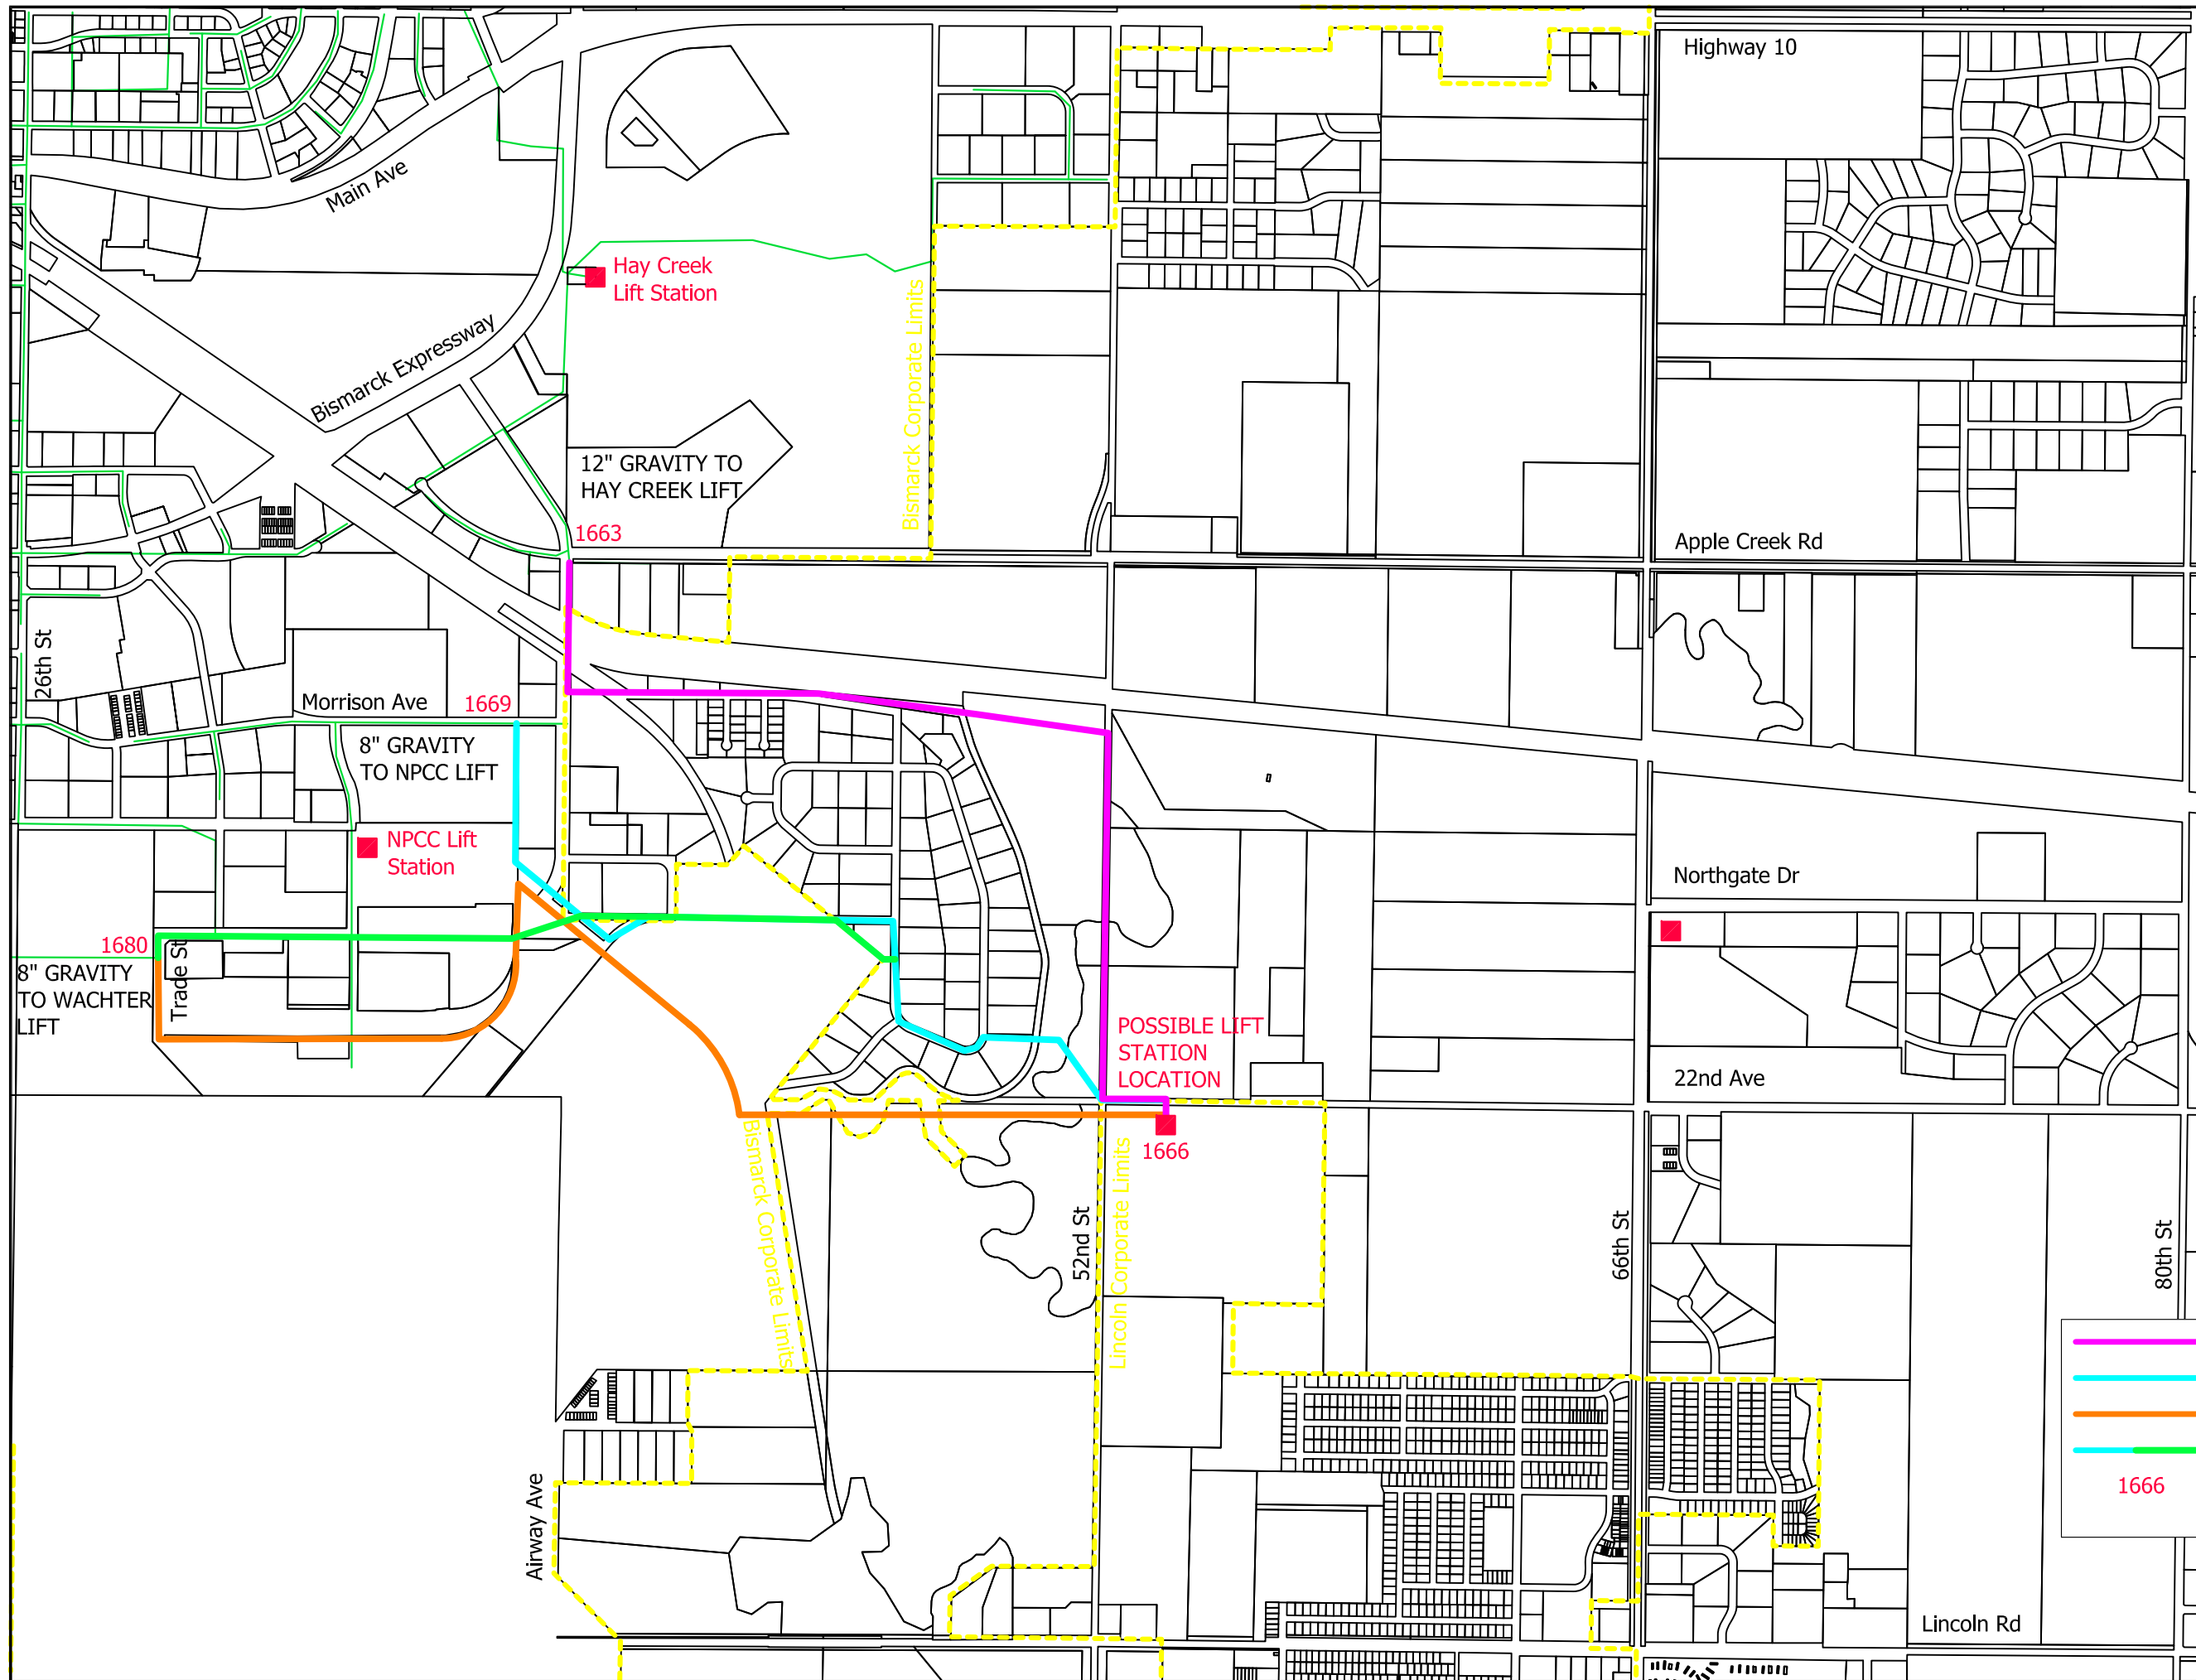 Highway 10
Main Ave
Hay Creek
Lift Station
Bismarck Corporate LImits
Bismarck Expressway
12" GRAVITY TO
HAY CREEK LIFT
1663
Apple Creek Rd
26th St
Morrison Ave
1669
8" GRAVITY
TO NPCC LIFT
NPCC Lift
Station
Northgate Dr
1680
Trade St
8" GRAVITY
TO WACHTER
LIFT
POSSIBLE LIFT
STATION
LOCATION
22nd Ave
1666
Bismarck Corporate Limits
52nd St
Lincoln Corporate Limits
66th St
80th St
1666
Airway Ave
Lincoln Rd